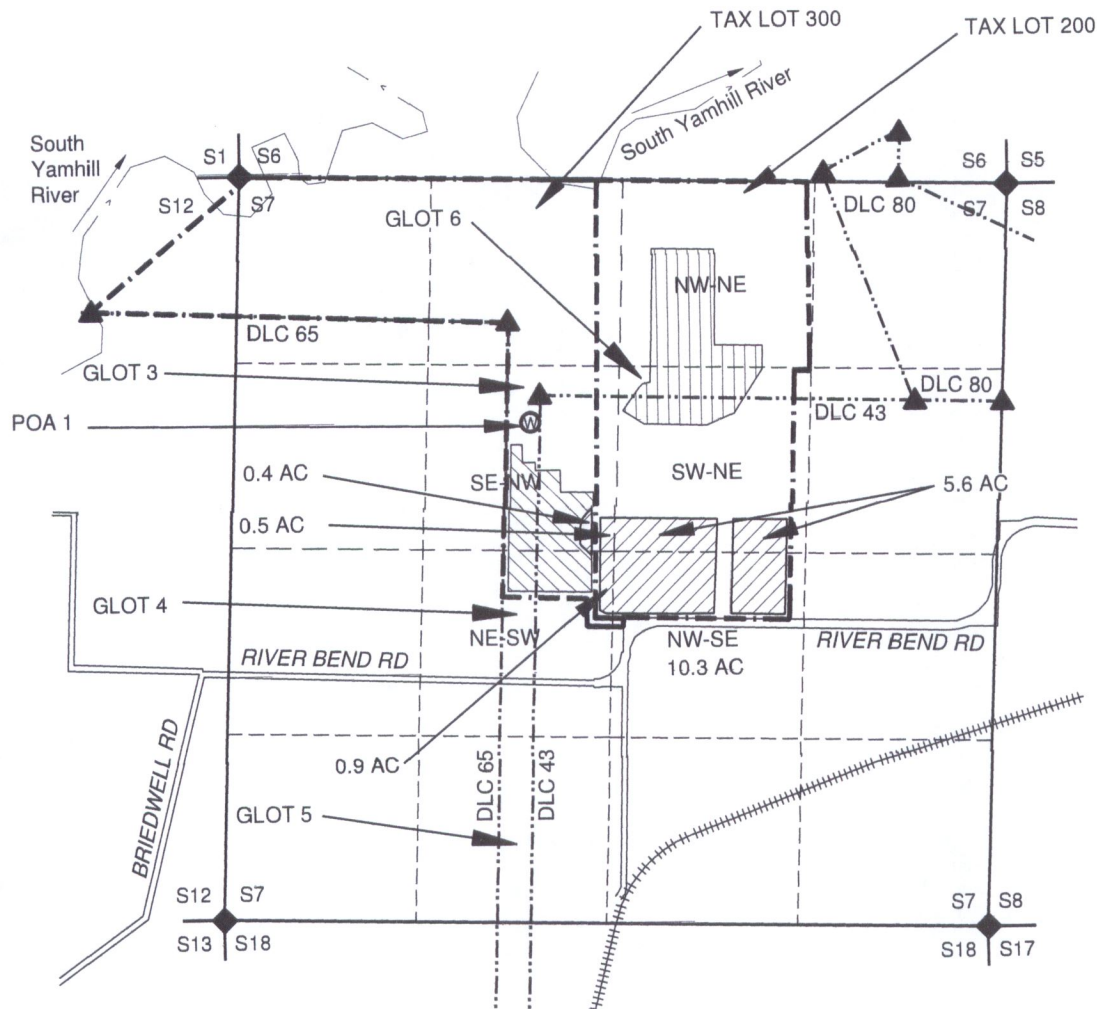 TAX LOT 300
TAX LOT 200
South Yamhill River
South
Yamhill
River
S1
S6
S6
S5
S12
S7
S7
S8
DLC 80
GLOT 6
NW-NE
DLC 65
GLOT 3
DLC 80
DLC 43
POA 1
W
0.4 AC
SE-NW
SW-NE
5.6 AC
0.5 AC
GLOT 4
NE-SW
NW-SE
10.3 AC
RIVER BEND RD
RIVER BEND RD
0.9 AC
DLC 65
DLC 43
BRIEDWELL RD
GLOT 5
S12
S7
S7
S8
S13
S18
S18
S17